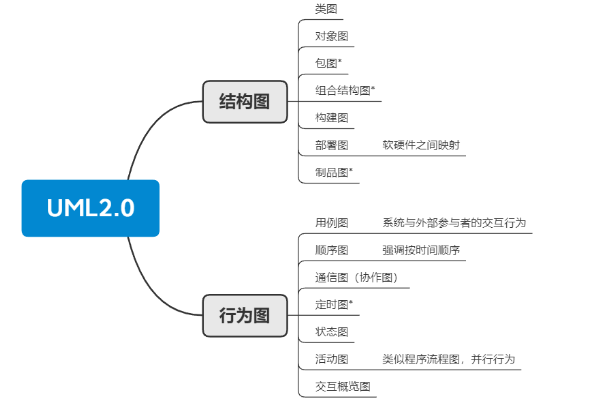 UML2.0
结构图
类图
对象图
包图*
组合结构图*
构建图
部署图 软硬件之间映射
制品图*
行为图
用例图 系统与外部参与者的交互行为
顺序图 强调按时间顺序
通信图（协作图）
定时图*
状态图
活动图 类似程序流程图，并行行为
交互概览图